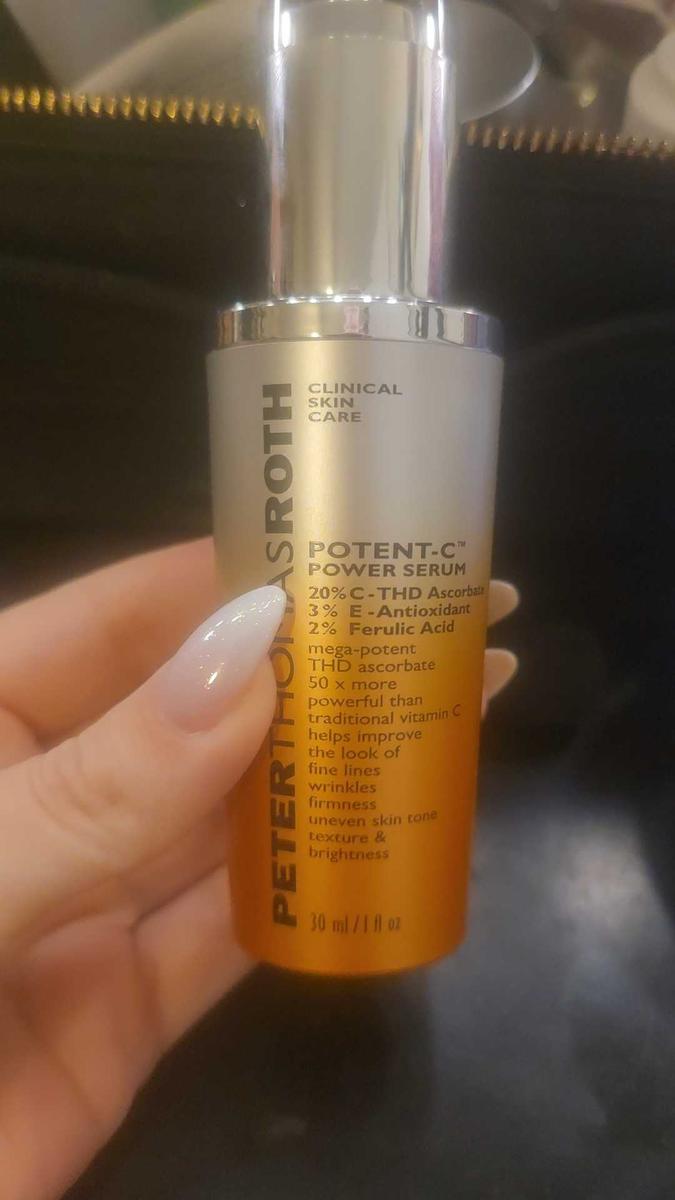 PETERTHOMASROTH
CLINICAL
SKIN
CARE
POTENT-C™
POWER SERUM
20% C-THD Ascorbate
3% E-Antioxidant
2% Ferulic Acid
mega-potent
THD ascorbate
50 x more
powerful than
traditional vitamin C
helps improve
the look of
fine lines
wrinkles
firmness
uneven skin tone
texture &
brightness
30 ml / 1 fl oz